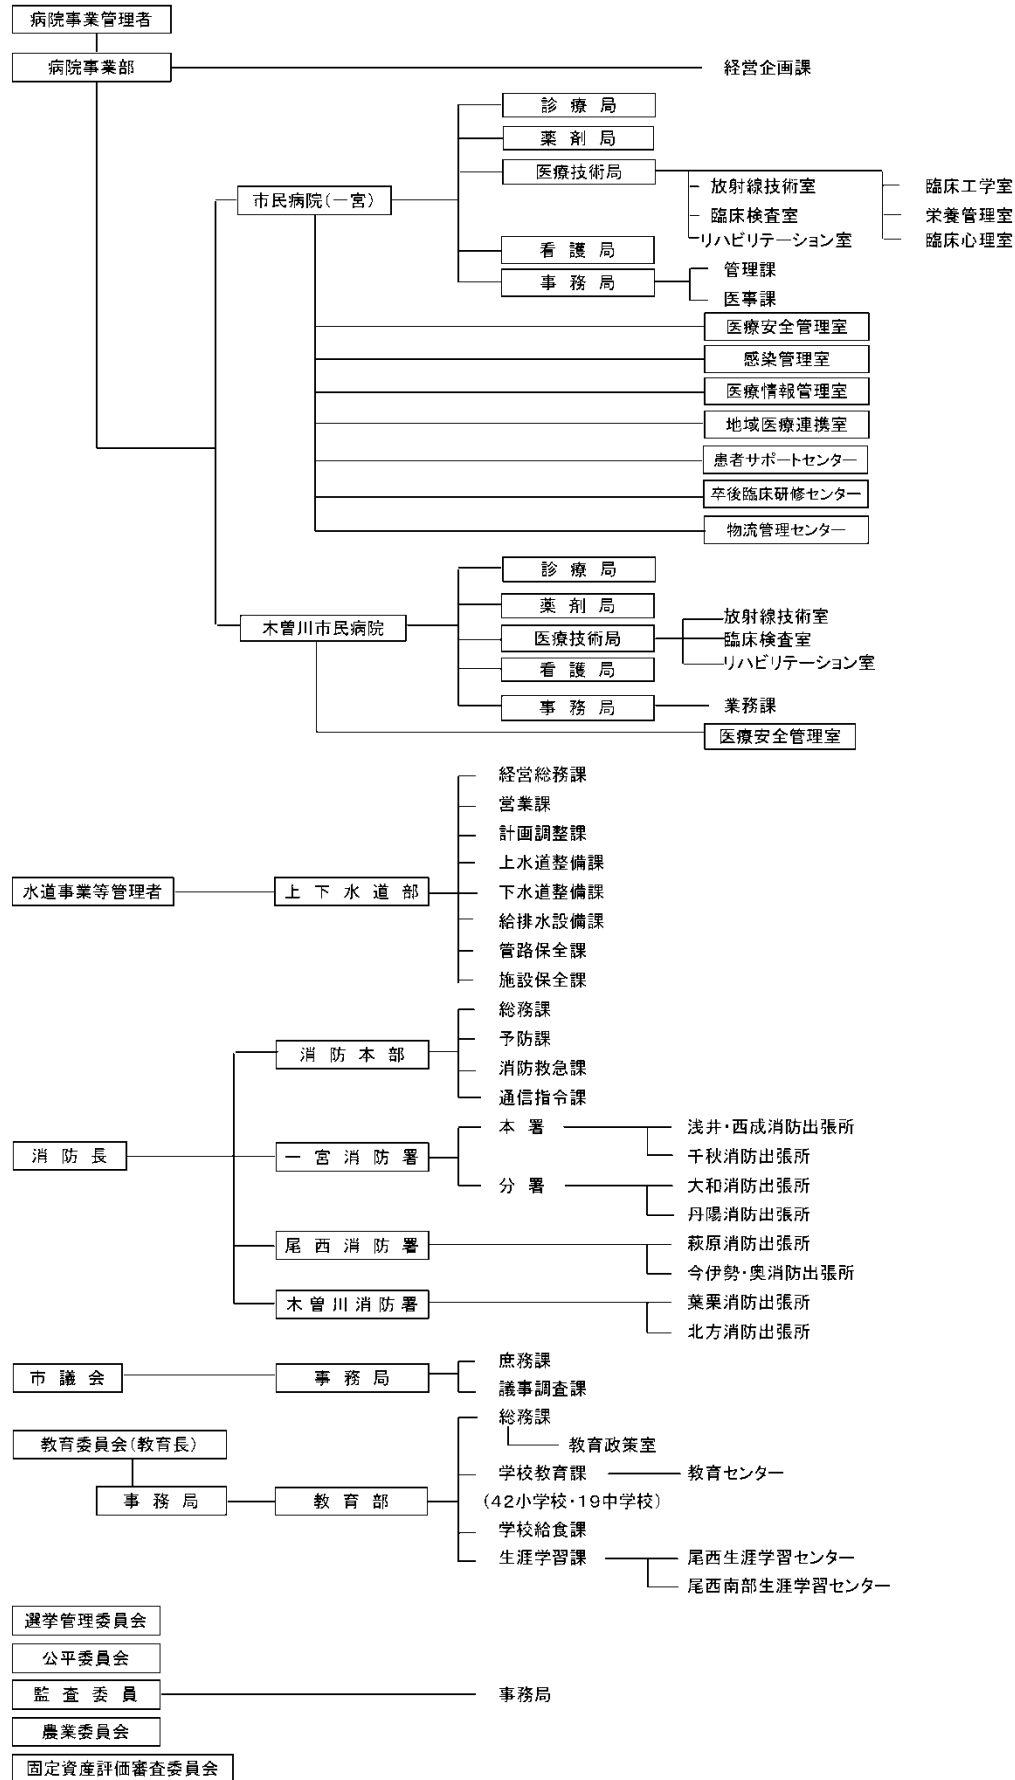 病院事業管理者
病院事業部 経営企画課
診療局
薬剤局
医療技術局
放射線技術室 臨床工学室
市民病院(一宮)
臨床検査室 栄養管理室
リハビリテーション室 臨床心理室
看護局
管理課
事務局
医事課
医療安全管理室
感染管理室
医療情報管理室
地域医療連携室
患者サポートセンター
卒後臨床研修センター
物流管理センター
診療局
薬剤局
放射線技術室
木曽川市民病院
医療技術局 臨床検査室
看護局 リハビリテーション室
事務局 業務課
医療安全管理室
経営総務課
営業課
計画調整課
上水道整備課
水道事業等管理者 上下水道部 下水道整備課
給排水設備課
管路保全課
施設保全課
総務課
予防課
消防本部
消防救急課
通信指令課
本署 浅井・西成消防出張所
消防長 一宮消防署 千秋消防出張所
分署 大和消防出張所
丹陽消防出張所
尾西消防署 萩原消防出張所
今伊勢・奥消防出張所
木曽川消防署 葉栗消防出張所
北方消防出張所
庶務課
市議会 事務局
議事調査課
総務課
教育委員会(教育長) 教育政策室
学校教育課 教育センター
事務局 教育部 (42小学校・19中学校)
学校給食課
生涯学習課 尾西生涯学習センター
尾西南部生涯学習センター
選挙管理委員会
公平委員会
監査委員 事務局
農業委員会
固定資産評価審査委員会